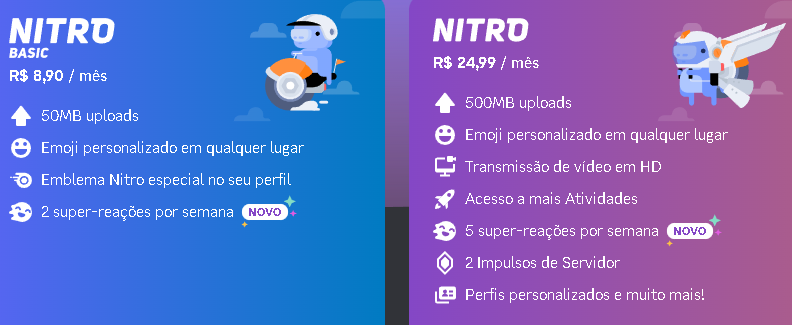 NITRO
BASIC
R$ 8,90 / mês
50MB uploads
Emoji personalizado em qualquer lugar
Emblema Nitro especial no seu perfil
2 super-reações por semana NOVO
NITRO
R$ 24,99 / mês
500MB uploads
Emoji personalizado em qualquer lugar
Transmissão de vídeo em HD
Acesso a mais Atividades
5 super-reações por semana NOVO
2 Impulsos de Servidor
Perfis personalizados e muito mais!